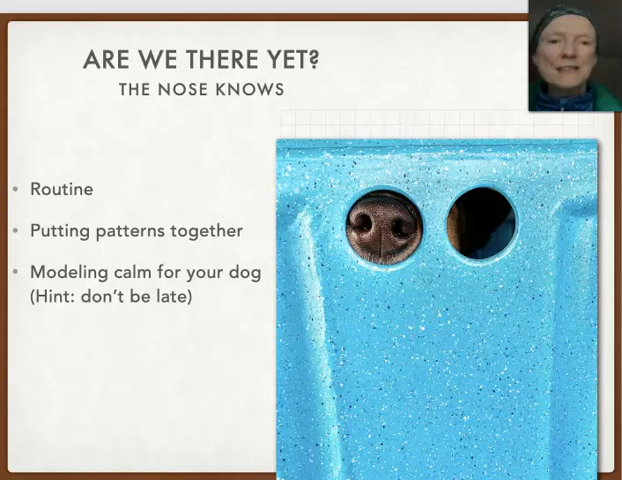 ARE WE THERE YET?
THE NOSE KNOWS
• Routine
• Putting patterns together
• Modeling calm for your dog
(Hint: don't be late)